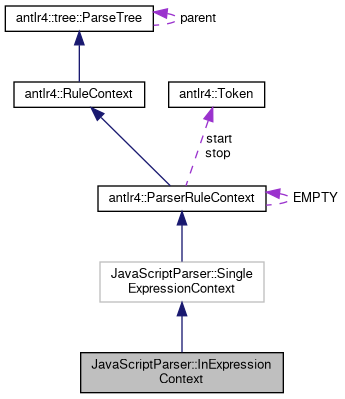 antlr4::tree::ParseTree
parent
antlr4::RuleContext
antlr4::Token
start
stop
antlr4::ParserRuleContext
EMPTY
JavaScriptParser::Single
ExpressionContext
JavaScriptParser::InExpression
Context